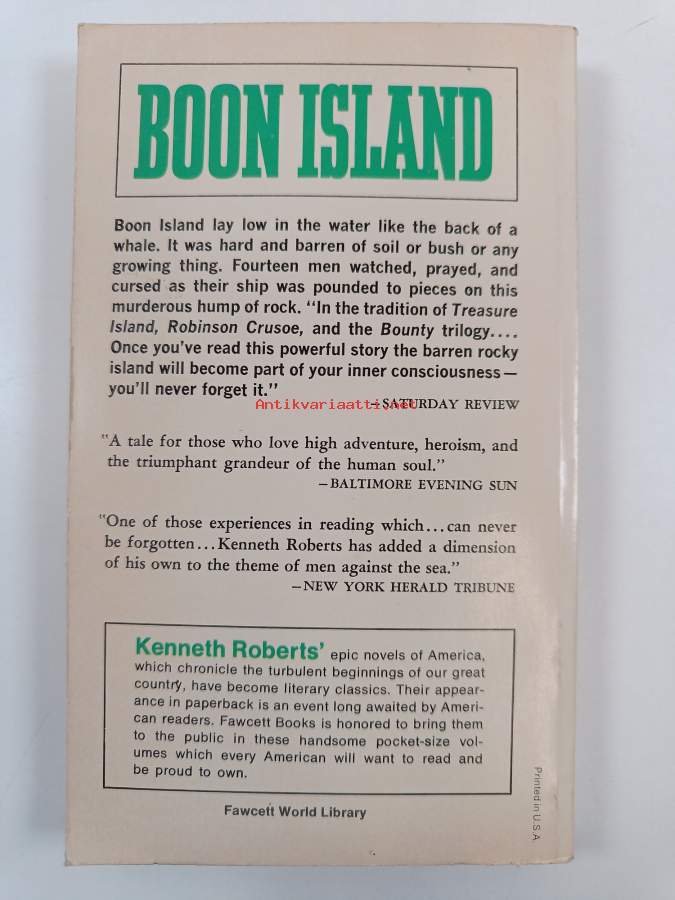 BOON ISLAND
Boon Island lay low in the water like the back of a
whale. It was hard and barren of soil or bush or any
growing thing. Fourteen men watched, prayed, and
cursed as their ship was pounded to pieces on this
murderous hump of rock. "In the tradition of Treasure
Island, Robinson Crusoe, and the Bounty trilogy....
Once you've read this powerful story the barren rocky
island will become part of your inner consciousness—
you'll never forget it."
—SATURDAY REVIEW
Antikvariaatti.net
"A tale for those who love high adventure, heroism, and
the triumphant grandeur of the human soul."
—BALTIMORE EVENING SUN
"One of those experiences in reading which...can never
be forgotten...Kenneth Roberts has added a dimension
of his own to the theme of men against the sea."
—NEW YORK HERALD TRIBUNE
Kenneth Roberts' epic novels of America,
which chronicle the turbulent beginnings of our great
country, have become literary classics. Their appear-
ance in paperback is an event long awaited by Ameri-
can readers. Fawcett Books is honored to bring them
to the public in these handsome pocket-size vol-
umes which every American will want to read and
be proud to own.
Fawcett World Library
Printed in U.S.A